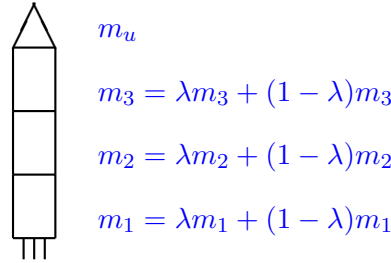 m_u
m_3 = λm_3 + (1 − λ)m_3
m_2 = λm_2 + (1 − λ)m_2
m_1 = λm_1 + (1 − λ)m_1